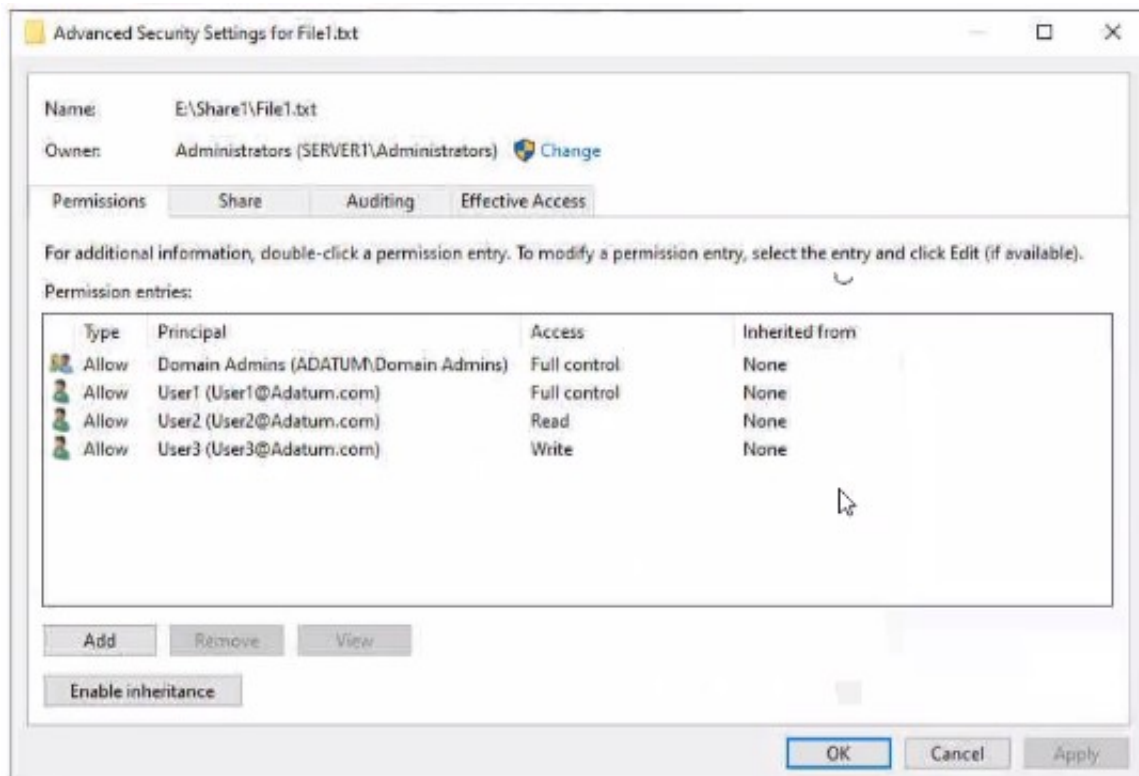 Advanced Security Settings for File1.txt
Name: E:\Share1\File1.txt
Owner: Administrators (SERVER1\Administrators) Change
Permissions Share Auditing Effective Access
For additional information, double-click a permission entry. To modify a permission entry, select the entry and click Edit (if available).
Permission entries:
Type Principal Access Inherited from
Allow Domain Admins (ADATUM\Domain Admins) Full control None
Allow User1 (User1@Adatum.com) Full control None
Allow User2 (User2@Adatum.com) Read None
Allow User3 (User3@Adatum.com) Write None
Add Remove View
Enable inheritance
OK Cancel Apply